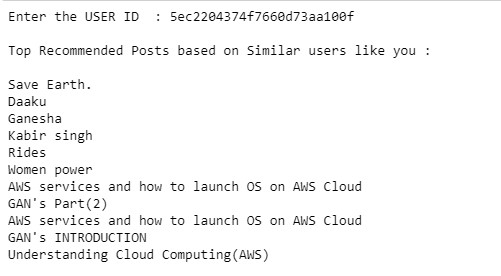 Enter the USER ID  : 5ec2204374f7660d73aa100f
Top Recommended Posts based on Similar users like you :
Save Earth.
Daaku
Ganesha
Kabir singh
Rides
Women power
AWS services and how to launch OS on AWS Cloud
GAN's Part(2)
AWS services and how to launch OS on AWS Cloud
GAN's INTRODUCTION
Understanding Cloud Computing(AWS)